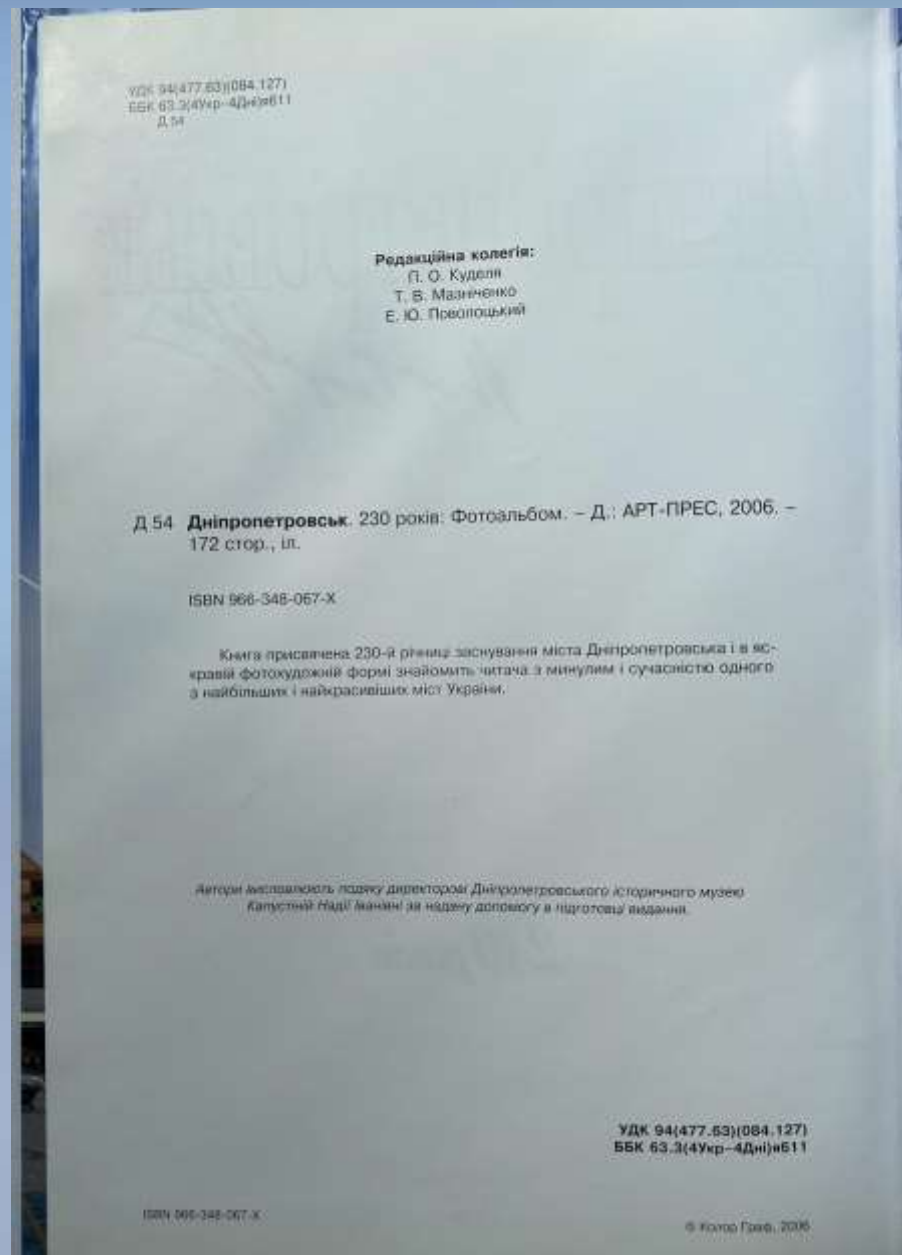 УДК 94(477.63)(084.127)
ББК 63.3(4Укр–4Дні)я611
Д 54
Редакційна колегія:
П. О. Куделя
Т. В. Мазніченко
Е. Ю. Поволоцький
Д 54 Дніпропетровськ. 230 років: Фотоальбом. – Д.: АРТ-ПРЕС, 2006. –
172 стор., іл.
ISBN 966-348-067-X
Книга присвячена 230-й річниці заснування міста Дніпропетровська і в яс-
кравій фотохудожній формі знайомить читача з минулим і сучасністю одного
з найбільших і найкрасивіших міст України.
Автори висловлюють подяку директорові Дніпропетровського історичного музею
Капустіній Надії Іванівні за надану допомогу в підготовці видання.
УДК 94(477.63)(084.127)
ББК 63.3(4Укр–4Дні)я611
ISBN 966-348-067-X
© Колор Граф, 2006